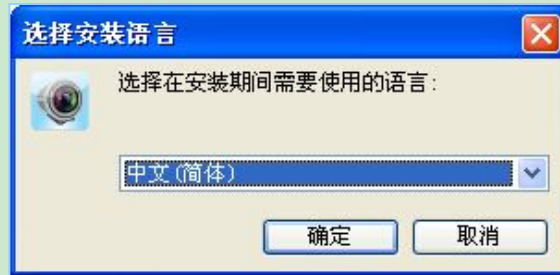 选择安装语言
选择在安装期间需要使用的语言：
中文(简体)
确定
取消